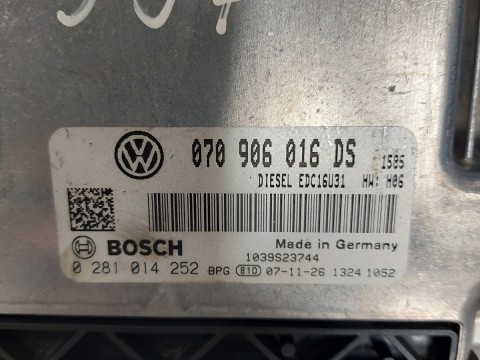 070 906 016 DS 1585
DIESEL EDC16U31 HW: H06
BOSCH
Made in Germany
1039S23744
0 281 014 252 BPG 810 07-11-26 1324 1052